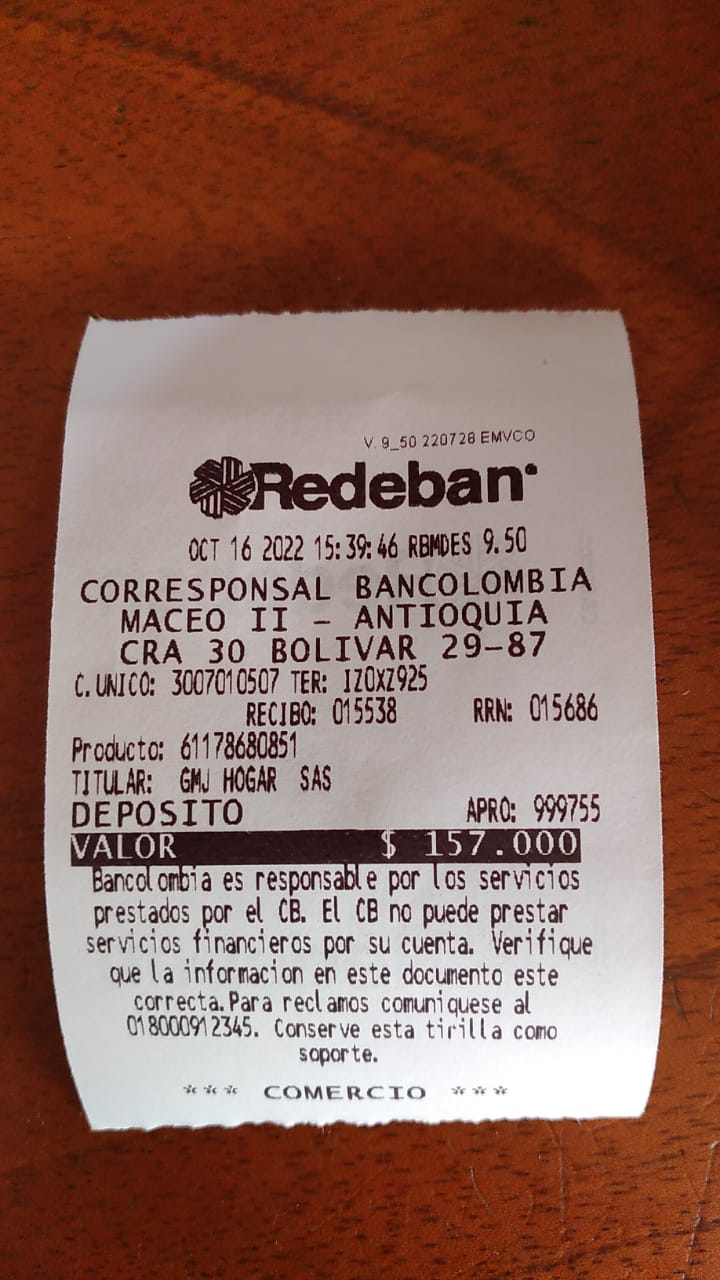 V. 9_50 220728 EMVCO
Redeban
OCT 16 2022 15:39:46 RBMDES 9.50
CORRESPONSAL BANCOLOMBIA
MACEO II - ANTIOQUIA
CRA 30 BOLIVAR 29-87
C. UNICO: 3007010507 TER: IZOXZ925
RECIBO: 015538 RRN: 015686
Producto: 61178680851
TITULAR: GMJ HOGAR SAS
DEPOSITO APRO: 999755
VALOR $ 157.000
Bancolombia es responsable por los servicios
prestados por el CB. El CB no puede prestar
servicios financieros por su cuenta. Verifique
que la informacion en este documento este
correcta.Para reclamos comuniquese al
018000912345. Conserve esta tirilla como
soporte.
*** COMERCIO ***